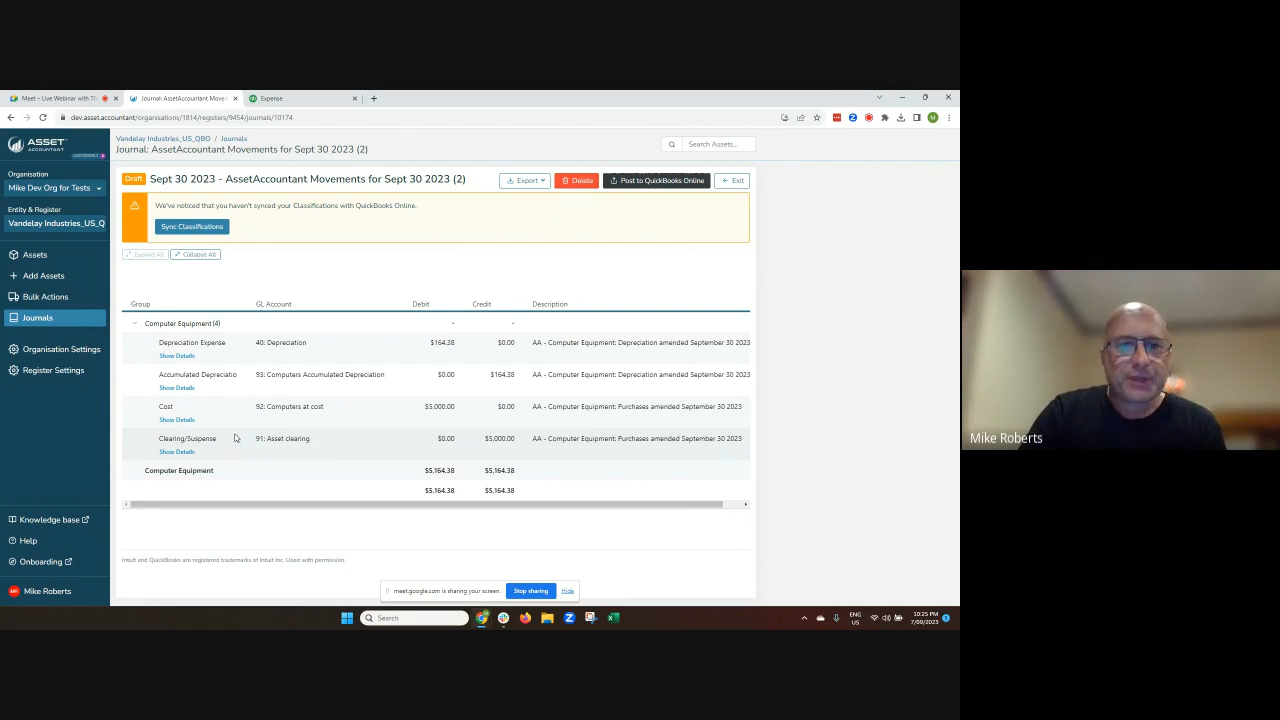 Meet – Live Webinar with Th
Journal: AssetAccountant Movem
Expense
dev.asset.accountant/organisations/1814/registers/9454/journals/10174
M
ASSET
ACCOUNTANT
Organisation
Mike Dev Org for Tests
Entity & Register
Vandelay Industries_US_Q
Assets
Add Assets
Bulk Actions
Journals
Organisation Settings
Register Settings
Knowledge base
Help
Onboarding
MR Mike Roberts
Vandelay Industries_US_QBO / Journals
Journal: AssetAccountant Movements for Sept 30 2023 (2)
Search Assets...
Draft Sept 30 2023 - AssetAccountant Movements for Sept 30 2023 (2)
Export Delete Post to QuickBooks Online Exit
We've noticed that you haven't synced your Classifications with QuickBooks Online.
Sync Classifications
Expand All Collapse All
Group GL Account Debit Credit Description
Computer Equipment (4) - -
Depreciation Expense 40: Depreciation $164.38 $0.00 AA - Computer Equipment: Depreciation amended September 30 2023
Show Details
Accumulated Depreciatio 93: Computers Accumulated Depreciation $0.00 $164.38 AA - Computer Equipment: Depreciation amended September 30 2023
Show Details
Cost 92: Computers at cost $5,000.00 $0.00 AA - Computer Equipment: Purchases amended September 30 2023
Show Details
Clearing/Suspense 91: Asset clearing $0.00 $5,000.00 AA - Computer Equipment: Purchases amended September 30 2023
Show Details
Computer Equipment $5,164.38 $5,164.38
$5,164.38 $5,164.38
Intuit and QuickBooks are registered trademarks of Intuit Inc. Used with permission.
meet.google.com is sharing your screen. Stop sharing Hide
Search
ENG
US
10:25 PM
7/09/2023
Mike Roberts